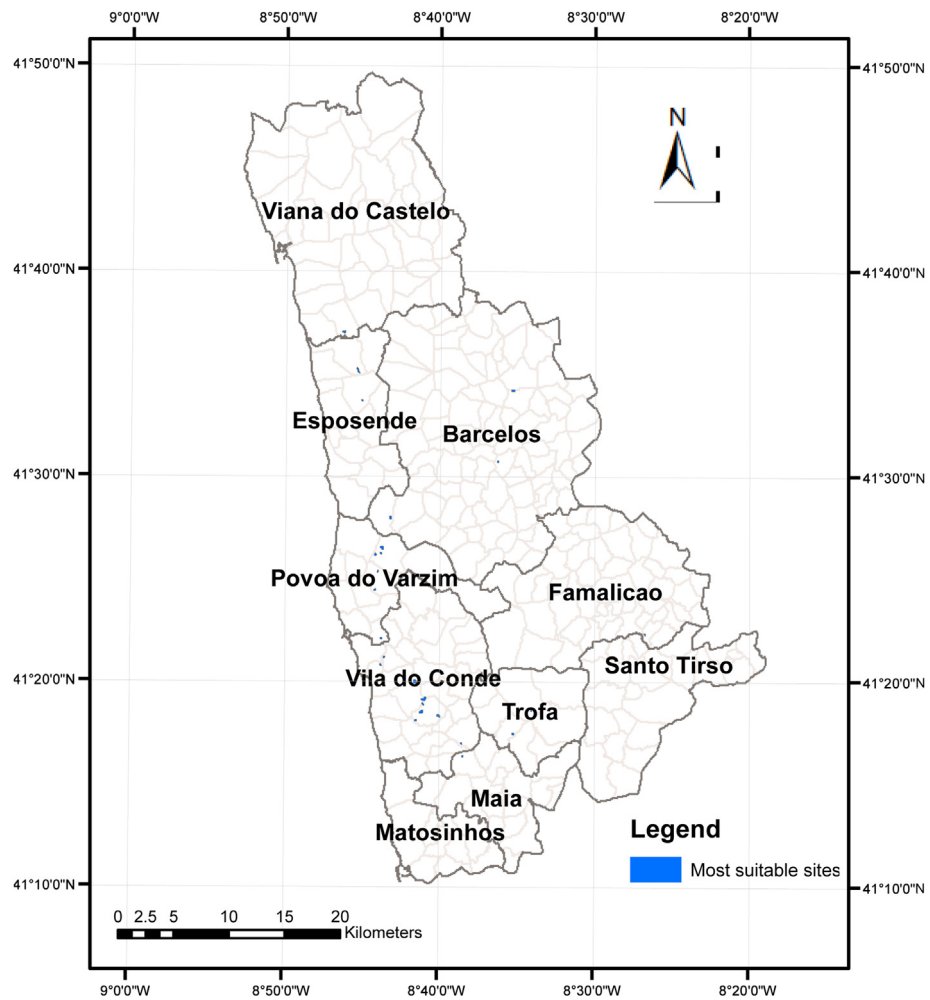 9°0'0"W 8°50'0"W 8°40'0"W 8°30'0"W 8°20'0"W
41°50'0"N 41°50'0"N
N
Viana do Castelo
41°40'0"N 41°40'0"N
Esposende
Barcelos
41°30'0"N 41°30'0"N
Povoa do Varzim
Famalicao
Santo Tirso
Vila do Conde
41°20'0"N 41°20'0"N
Trofa
Maia
Matosinhos
Legend
Most suitable sites
41°10'0"N 41°10'0"N
0 2.5 5 10 15 20
Kilometers
9°0'0"W 8°50'0"W 8°40'0"W 8°30'0"W 8°20'0"W